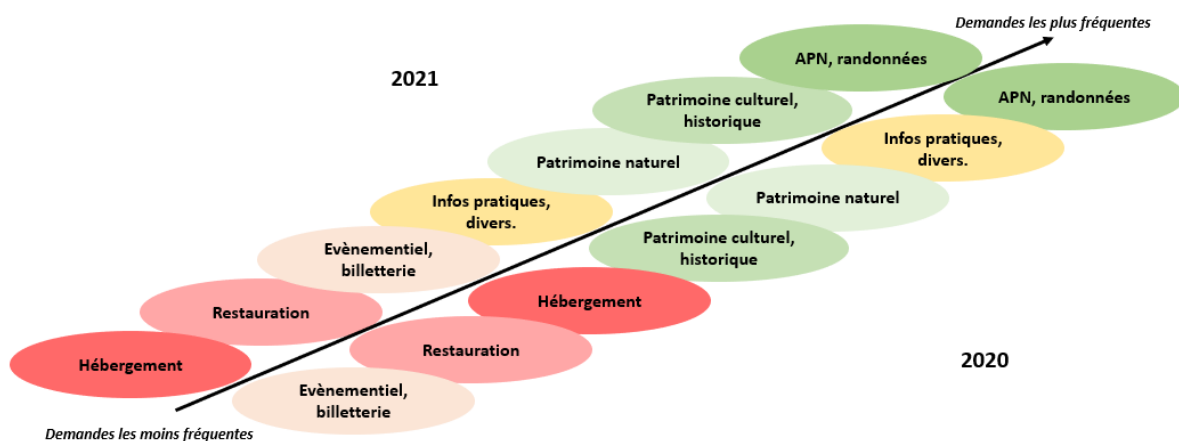 Demandes les plus fréquentes
2021
APN, randonnées
APN, randonnées
Patrimoine culturel,
historique
Infos pratiques,
divers.
Patrimoine naturel
Patrimoine naturel
Infos pratiques,
divers.
Patrimoine culturel,
historique
Evènementiel,
billetterie
Hébergement
Restauration
Restauration
Hébergement
2020
Evènementiel,
billetterie
Demandes les moins fréquentes